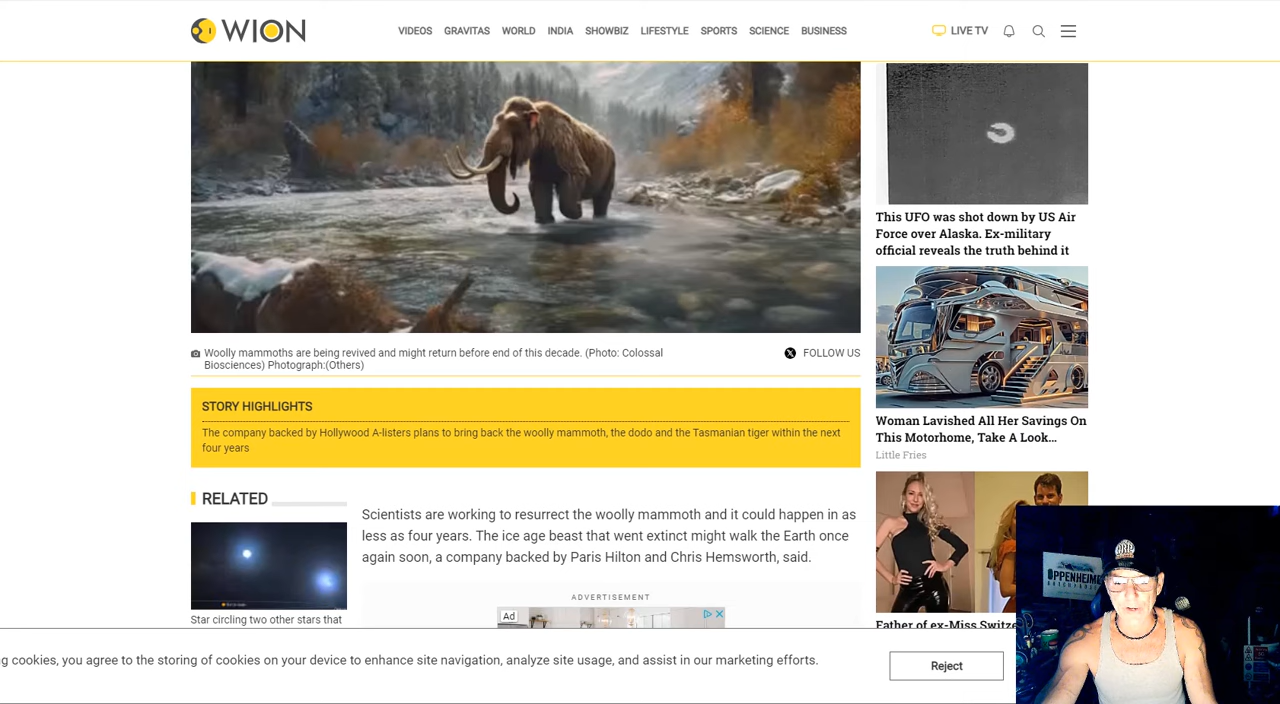 WION
VIDEOS GRAVITAS WORLD INDIA SHOWBIZ LIFESTYLE SPORTS SCIENCE BUSINESS
LIVE TV
Woolly mammoths are being revived and might return before end of this decade. (Photo: Colossal
Biosciences) Photograph:(Others)
FOLLOW US
STORY HIGHLIGHTS
The company backed by Hollywood A-listers plans to bring back the woolly mammoth, the dodo and the Tasmanian tiger within the next
four years
RELATED
Star circling two other stars that
Scientists are working to resurrect the woolly mammoth and it could happen in as
less as four years. The ice age beast that went extinct might walk the Earth once
again soon, a company backed by Paris Hilton and Chris Hemsworth, said.
ADVERTISEMENT
Ad
This UFO was shot down by US Air
Force over Alaska. Ex-military
official reveals the truth behind it
Woman Lavished All Her Savings On
This Motorhome, Take A Look...
Little Fries
Father of ex-Miss Switze
g cookies, you agree to the storing of cookies on your device to enhance site navigation, analyze site usage, and assist in our marketing efforts.
Reject
OPPENHEIMER